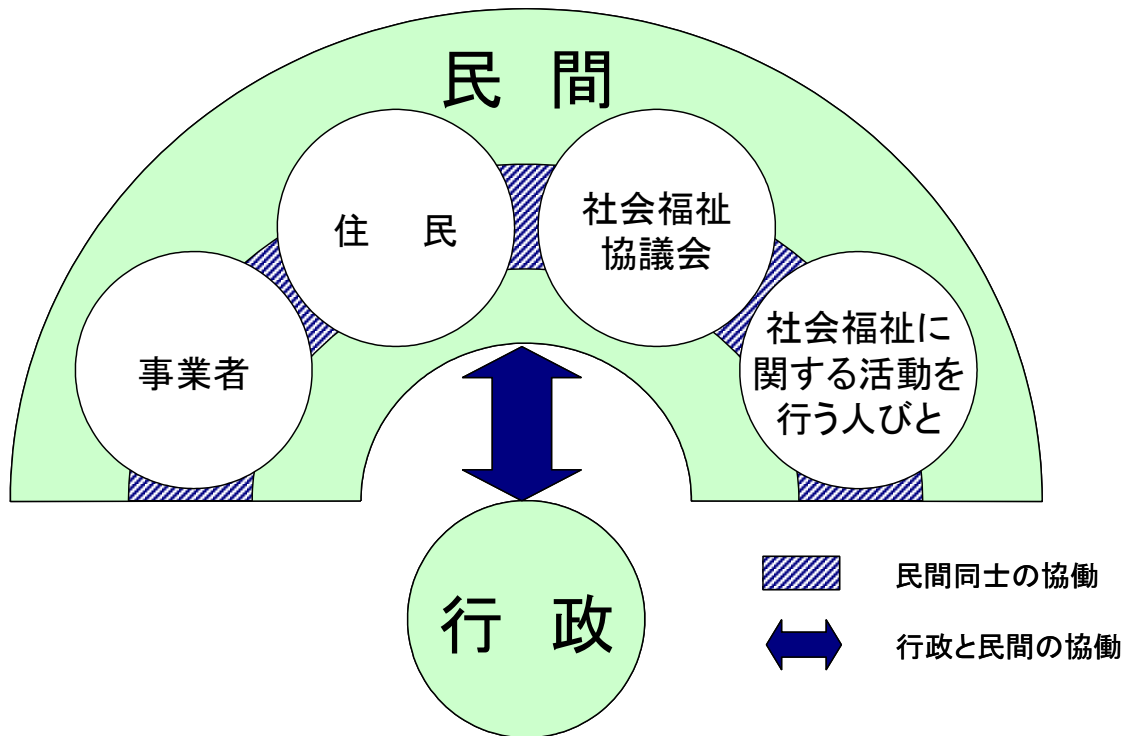 民 間
住 民
社会福祉
協議会
事業者
社会福祉に
関する活動を
行う人びと
行 政
民間同士の協働
行政と民間の協働